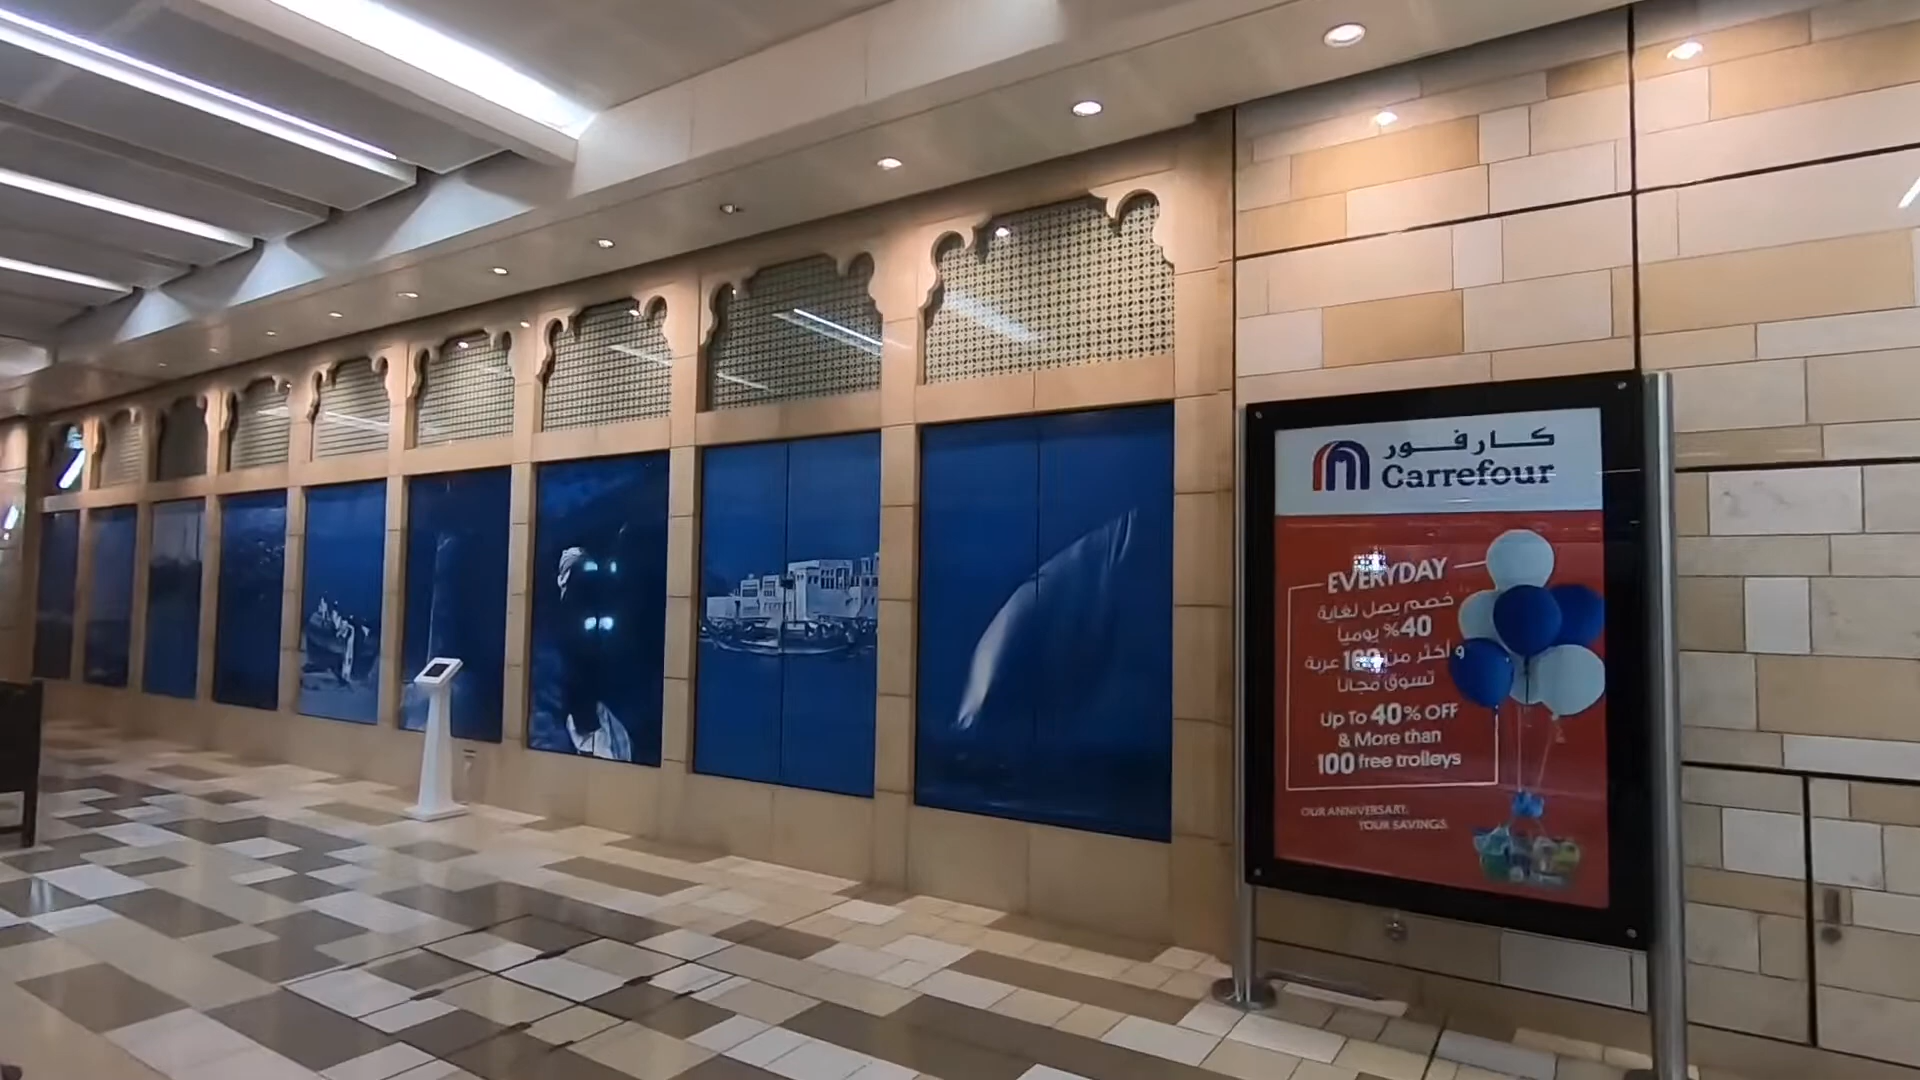 كارفور
Carrefour
EVERYDAY
خصم يصل لغاية
40% يومياً
و أكثر من 100 عربة
تسوق مجاناً
Up To 40% OFF
& More than
100 free trolleys
OUR ANNIVERSARY.
YOUR SAVINGS.